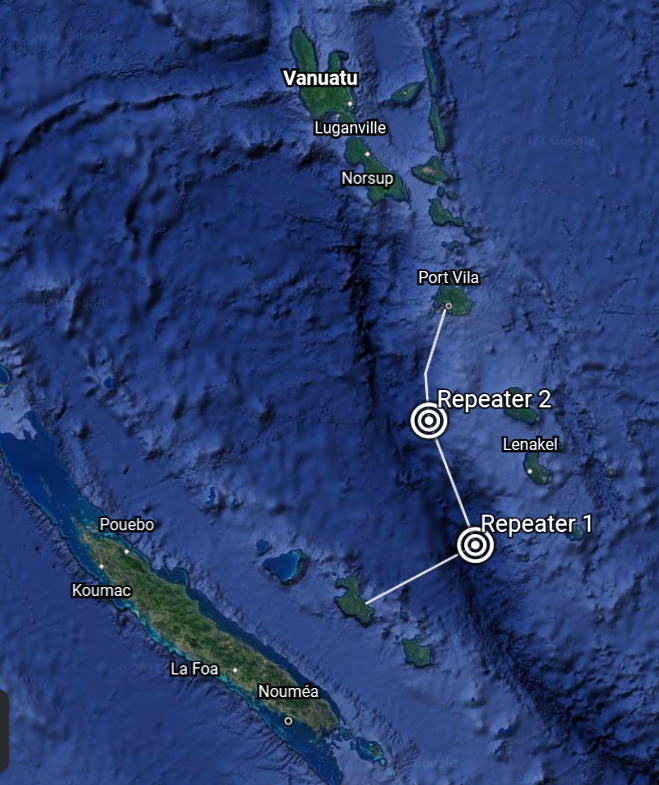 Vanuatu
Luganville
Norsup
Port Vila
Repeater 2
Lenakel
Repeater 1
Pouebo
Koumac
La Foa
Nouméa